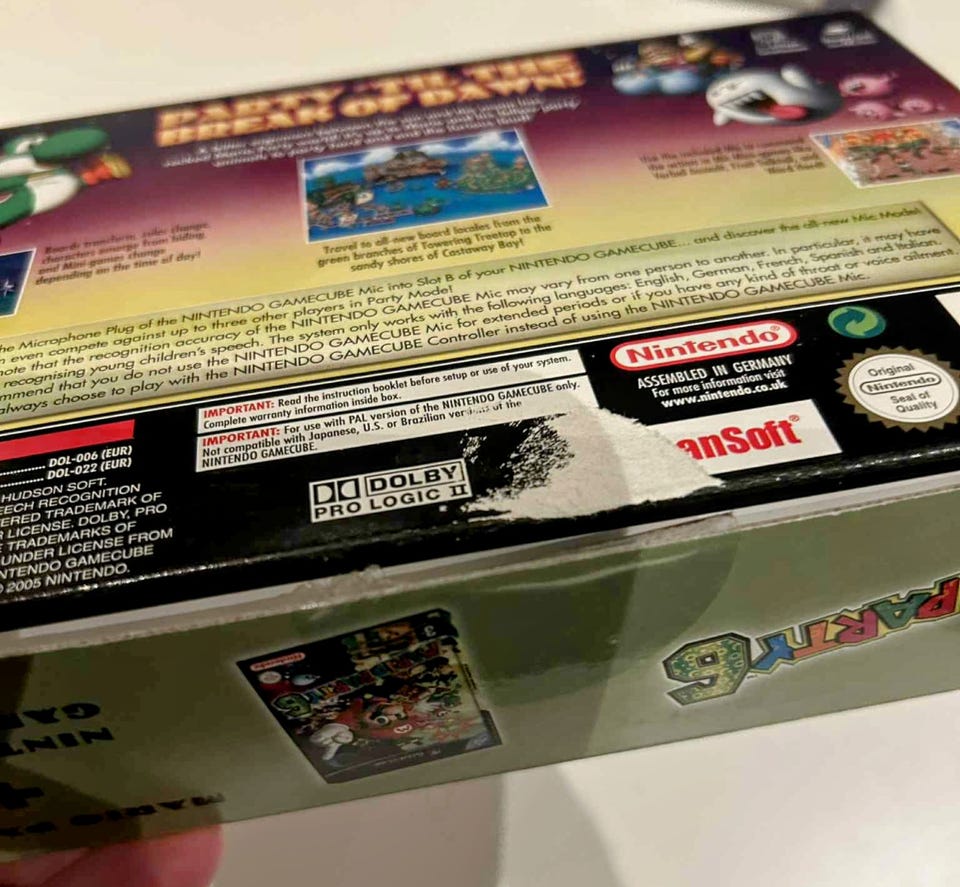 PARTY 'TIL THE
BREAK OF DAWN!
Boards transform, rules change,
characters emerge from hiding
and Mini-games change
depending on the time of day!
Travel to all-new board locales from the
green branches of Towering Treetop to the
sandy shores of Castaway Bay!
he Microphone Plug of the NINTENDO GAMECUBE Mic into Slot B of your NINTENDO GAMECUBE... and discover the all-new Mic Mode!
n even compete against up to three other players in Party Mode!
note that the recognition accuracy of the NINTENDO GAMECUBE Mic may vary from one person to another. In particular, it may have
recognising young children's speech. The system only works with the following languages: English, German, French, Spanish and Italian.
mmend that you do not use the NINTENDO GAMECUBE Mic for extended periods or if you have any kind of throat or voice ailment.
always choose to play with the NINTENDO GAMECUBE Controller instead of using the NINTENDO GAMECUBE Mic.
DOL-006 (EUR)
DOL-022 (EUR)
HUDSON SOFT.
EECH RECOGNITION
ERED TRADEMARK OF
R LICENSE. DOLBY, PRO
E TRADEMARKS OF
UNDER LICENSE FROM
NTENDO GAMECUBE
© 2005 NINTENDO.
IMPORTANT: Read the instruction booklet before setup or use of your system.
Complete warranty information inside box.
IMPORTANT: For use with PAL version of the NINTENDO GAMECUBE only.
Not compatible with Japanese, U.S. or Brazilian versions of the
NINTENDO GAMECUBE.
DOLBY
PRO LOGIC II
Nintendo®
ASSEMBLED IN GERMANY
For more information visit
www.nintendo.co.uk
anSoft®
Original
Nintendo
Seal of
Quality
PARTY 6
Nintendo
MARIO PA
+
NINT
GAM